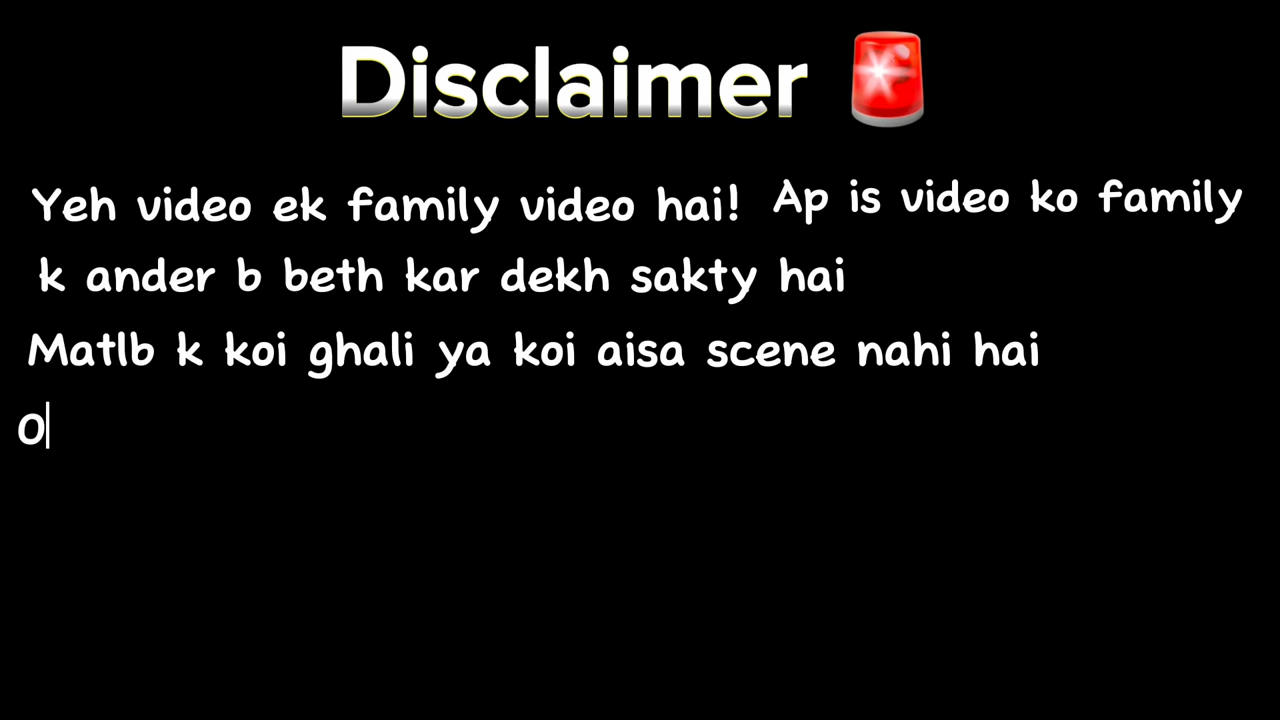 Disclaimer 🚨
Yeh video ek family video hai! Ap is video ko family
k ander b beth kar dekh sakty hai
Matlb k koi ghali ya koi aisa scene nahi hai
O